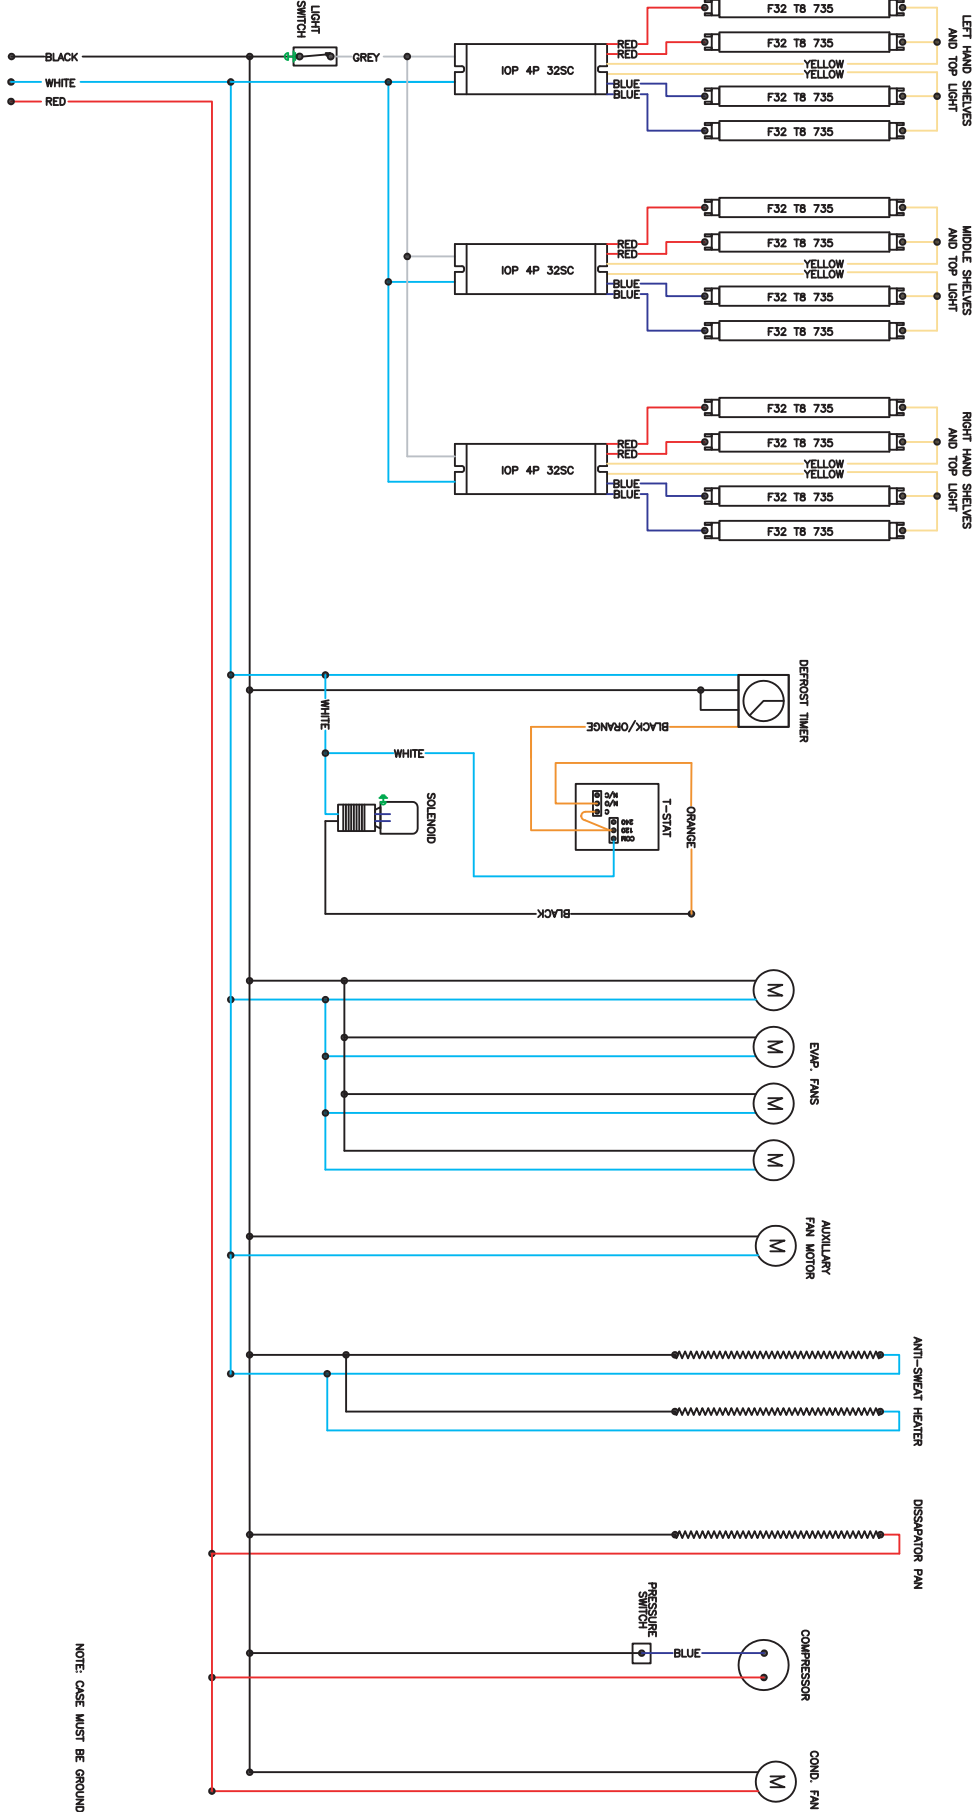 LIGHT
SWITCH
BLACK
WHITE
RED
GREY
IOP 4P 32SC
RED
RED
YELLOW
YELLOW
BLUE
BLUE
F32 T8 735
F32 T8 735
F32 T8 735
F32 T8 735
LEFT HAND SHELVES
AND TOP LIGHT
IOP 4P 32SC
RED
RED
YELLOW
YELLOW
BLUE
BLUE
F32 T8 735
F32 T8 735
F32 T8 735
F32 T8 735
MIDDLE SHELVES
AND TOP LIGHT
IOP 4P 32SC
RED
RED
YELLOW
YELLOW
BLUE
BLUE
F32 T8 735
F32 T8 735
F32 T8 735
F32 T8 735
RIGHT HAND SHELVES
AND TOP LIGHT
DEFROST TIMER
BLACK/ORANGE
WHITE
WHITE
SOLENOID
T-STAT
N/C
N/O
C
240
120
COM
ORANGE
BLACK
M
M
M
M
EVAP. FANS
M
AUXILLARY
FAN MOTOR
ANTI-SWEAT HEATER
DISSAPATOR PAN
PRESSURE
SWITCH
BLUE
COMPRESSOR
M
COND. FAN
NOTE: CASE MUST BE GROUND